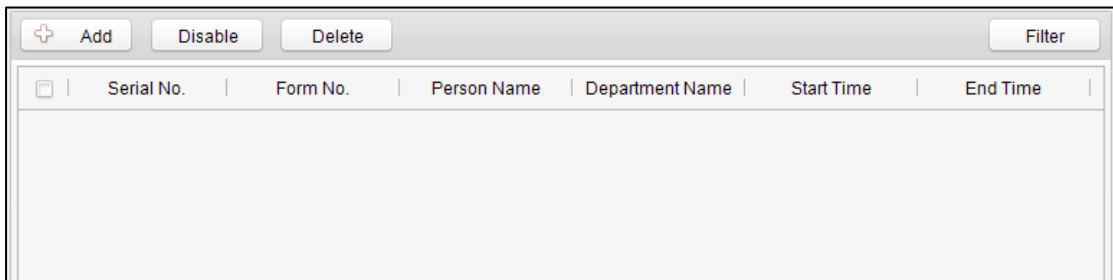 Add Disable Delete Filter
Serial No. Form No. Person Name Department Name Start Time End Time